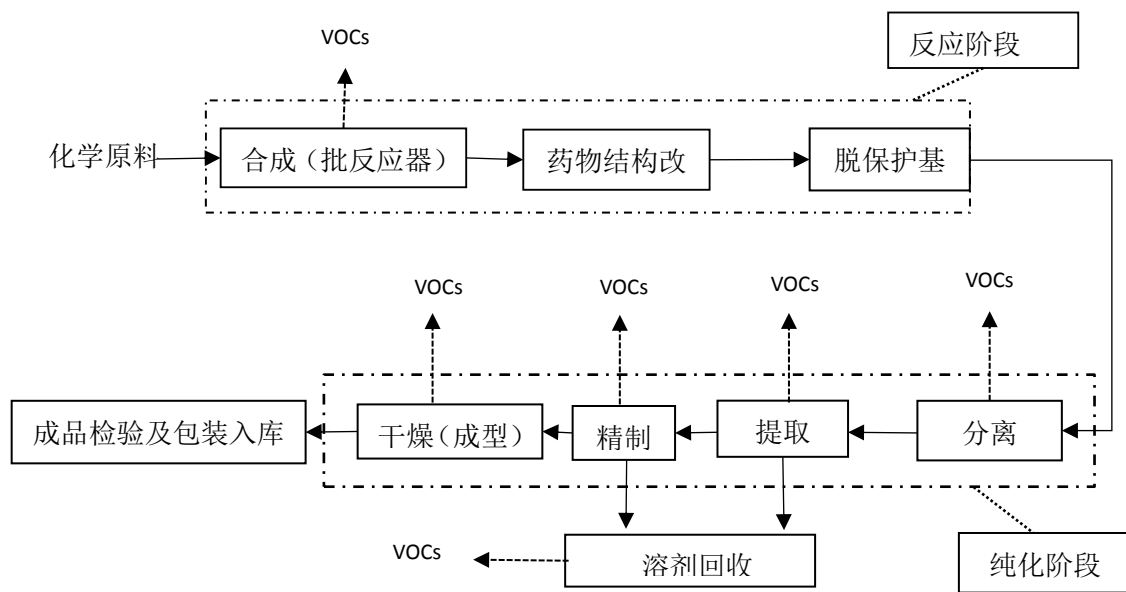 VOCs
反应阶段
化学原料
合成（批反应器）
药物结构改
脱保护基
VOCs
VOCs
VOCs
VOCs
成品检验及包装入库
干燥（成型）
精制
提取
分离
VOCs
溶剂回收
纯化阶段